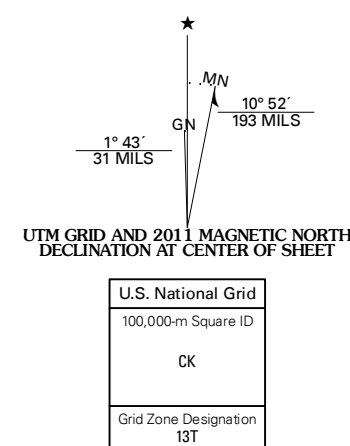 ★
MN
10° 52´
193 MILS
GN
1° 43´
31 MILS
UTM GRID AND 2011 MAGNETIC NORTH
DECLINATION AT CENTER OF SHEET
U.S. National Grid
100,000-m Square ID
CK
Grid Zone Designation
13T